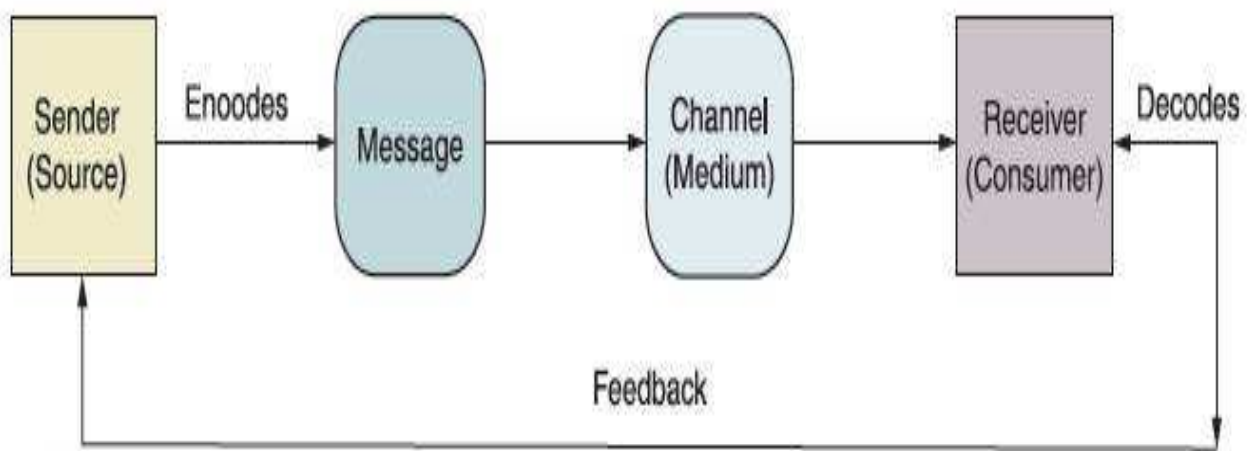 Sender
(Source)
Enoodes
Message
Channel
(Medium)
Receiver
(Consumer)
Decodes
Feedback